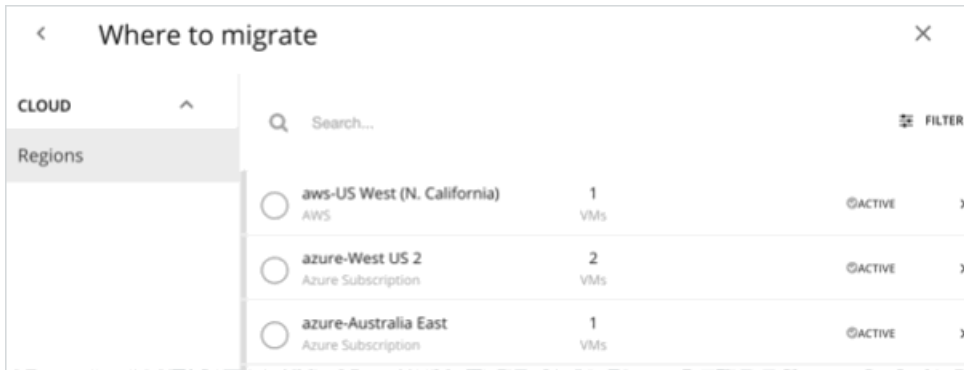 Where to migrate
CLOUD
Regions
Search...
FILTER
aws-US West (N. California)
AWS
1
VMs
ACTIVE
azure-West US 2
Azure Subscription
2
VMs
ACTIVE
azure-Australia East
Azure Subscription
1
VMs
ACTIVE